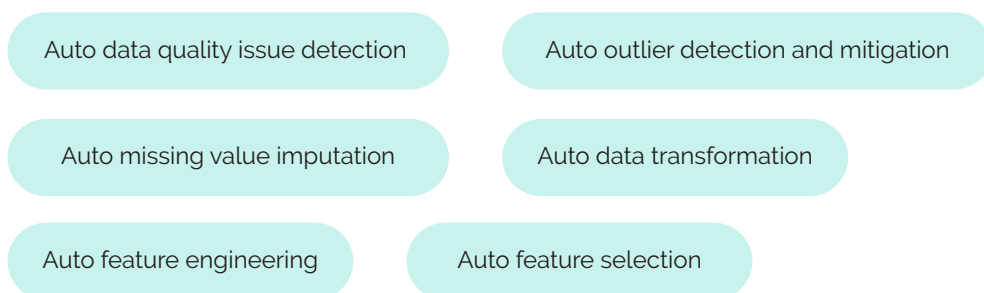 Auto data quality issue detection
Auto outlier detection and mitigation
Auto missing value imputation
Auto data transformation
Auto feature engineering
Auto feature selection